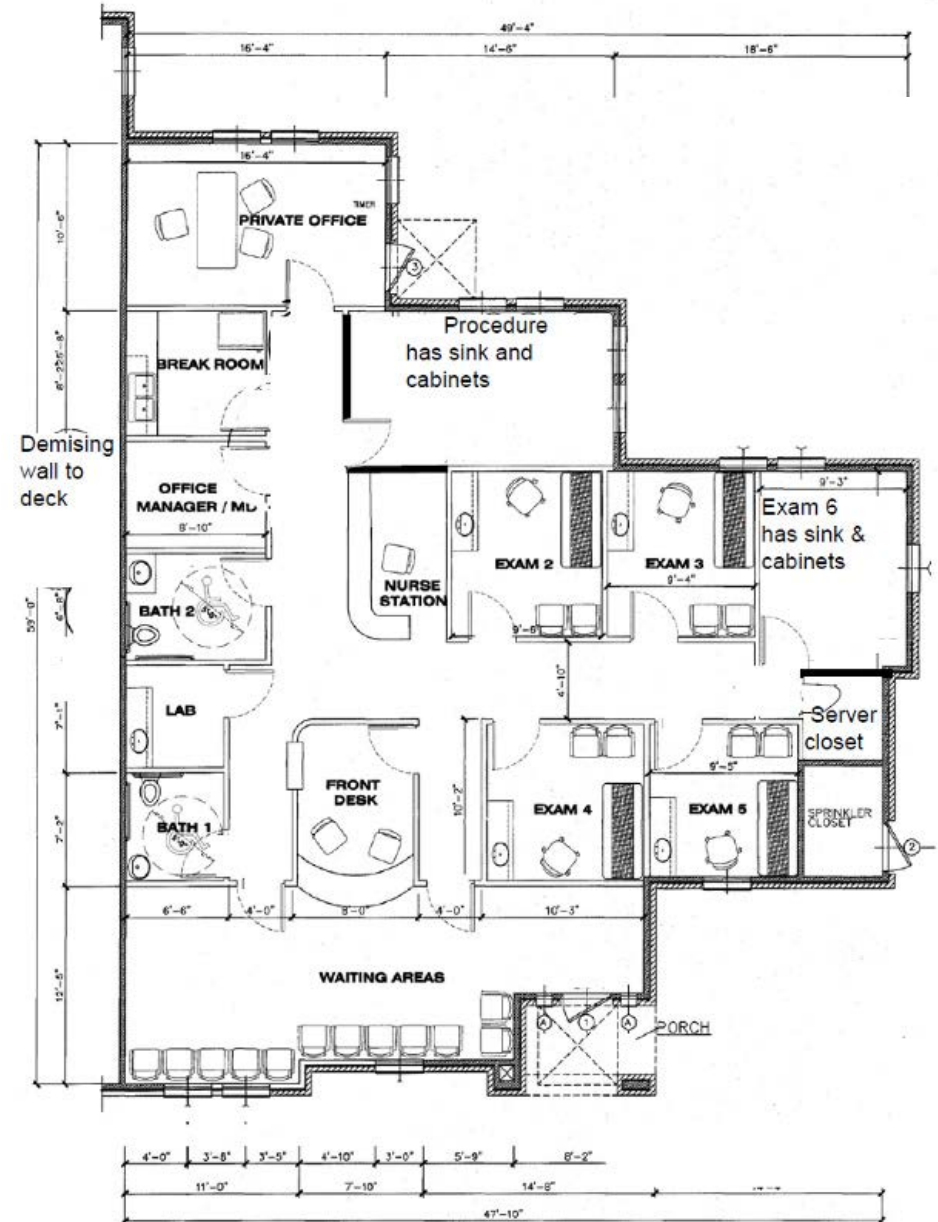 49'-4"
16'-4"
14'-6"
18'-6"
16'-4"
TIMER
PRIVATE OFFICE
10'-6"
3
Procedure
has sink and
cabinets
BREAK ROOM
Demising
wall to
deck
OFFICE
MANAGER / MD
8'-10"
9'-3"
Exam 6
has sink &
cabinets
EXAM 2
EXAM 3
9'-4"
NURSE
STATION
9'-6"
BATH 2
59'-0"
4'-10"
LAB
7'-1"
Server
closet
9'-5"
FRONT
DESK
10'-2"
EXAM 4
EXAM 5
SPRINKLER
CLOSET
2
BATH 1
7'-2"
6'-6"
4'-0"
8'-0"
4'-0"
10'-3"
WAITING AREAS
12'-5"
A
1
A
PORCH
4'-0"
3'-8"
3'-5"
4'-10"
3'-0"
5'-9"
8'-2"
11'-0"
7'-10"
14'-8"
47'-10"